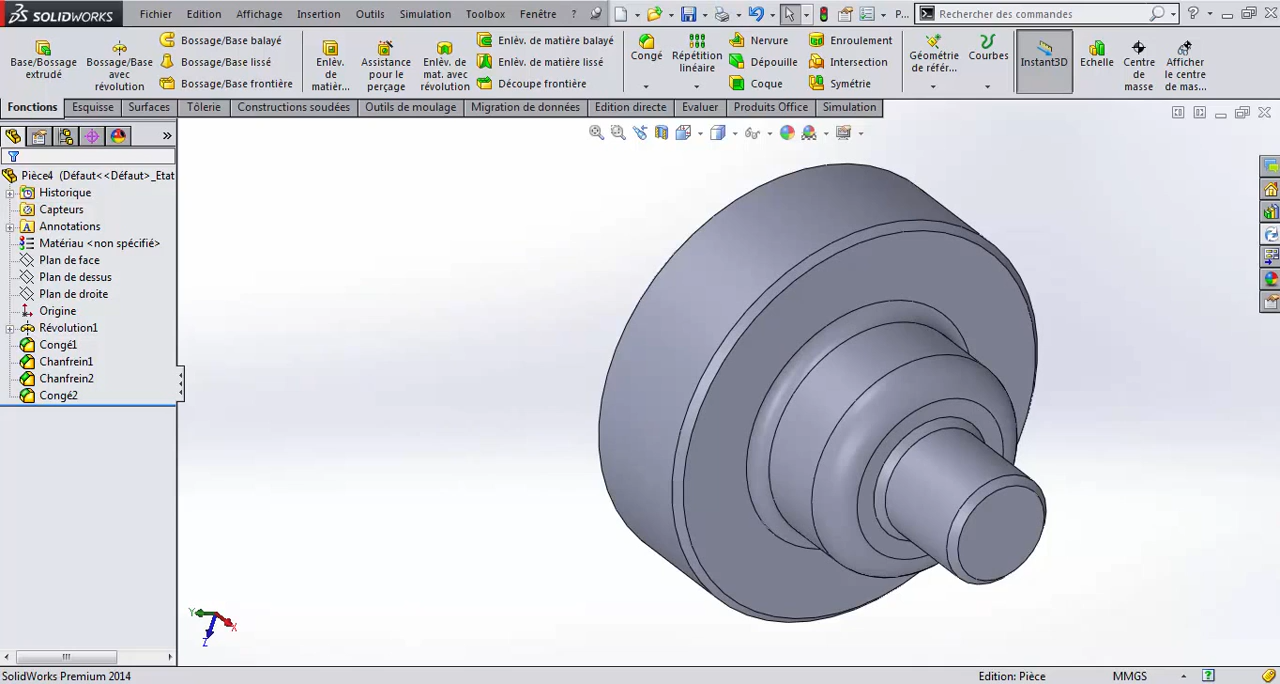 SOLIDWORKS Fichier Edition Affichage Insertion Outils Simulation Toolbox Fenêtre ? P... Rechercher des commandes ?
Base/Bossage extrudé
Bossage/Base avec révolution
Bossage/Base balayé
Bossage/Base lissé
Bossage/Base frontière
Enlèv. de matièr...
Assistance pour le perçage
Enlèv. de mat. avec révolution
Enlèv. de matière balayé
Enlèv. de matière lissé
Découpe frontière
Congé
Répétition linéaire
Nervure
Dépouille
Coque
Enroulement
Intersection
Symétrie
Géométrie de référ...
Courbes
Instant3D
Echelle
Centre de masse
Afficher le centre de mas...
Fonctions Esquisse Surfaces Tôlerie Constructions soudées Outils de moulage Migration de données Edition directe Evaluer Produits Office Simulation
»
Pièce4 (Défaut<<Défaut>_Etat
Historique
Capteurs
Annotations
Matériau <non spécifié>
Plan de face
Plan de dessus
Plan de droite
Origine
Révolution1
Congé1
Chanfrein1
Chanfrein2
Congé2
Y
X
Z
SolidWorks Premium 2014 Edition: Pièce MMGS ?